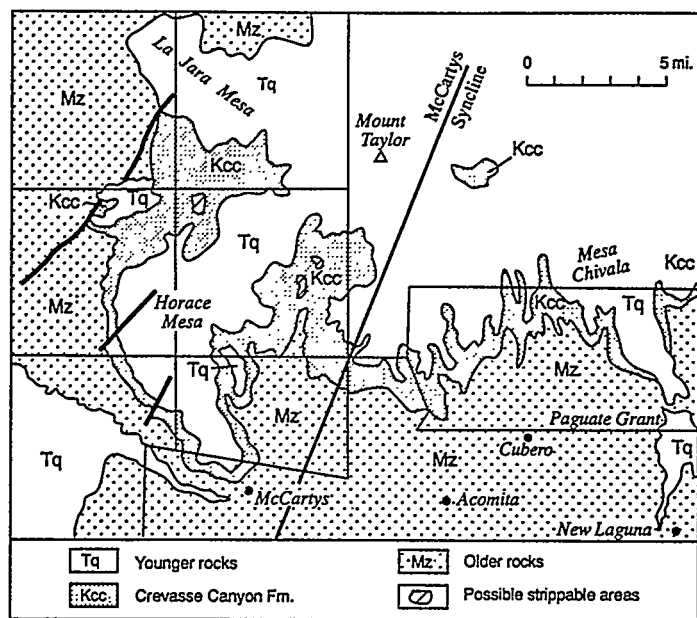 Mz
La Jara Mesa
Tq
0 5 mi.
Mz
McCartys
Syncline
Mount
Taylor
Kcc
Kcc
Kcc
Tq
Tq
Mesa
Chivala
Kcc
Kcc
Kcc
Tq
Mz
Horace
Mesa
Tq
Mz
Mz
Paguate Grant
Tq
Mz
Cubero
Tq
McCartys
Acomita
New Laguna
Tq Younger rocks
Mz Older rocks
Kcc Crevasse Canyon Fm.
Possible strippable areas